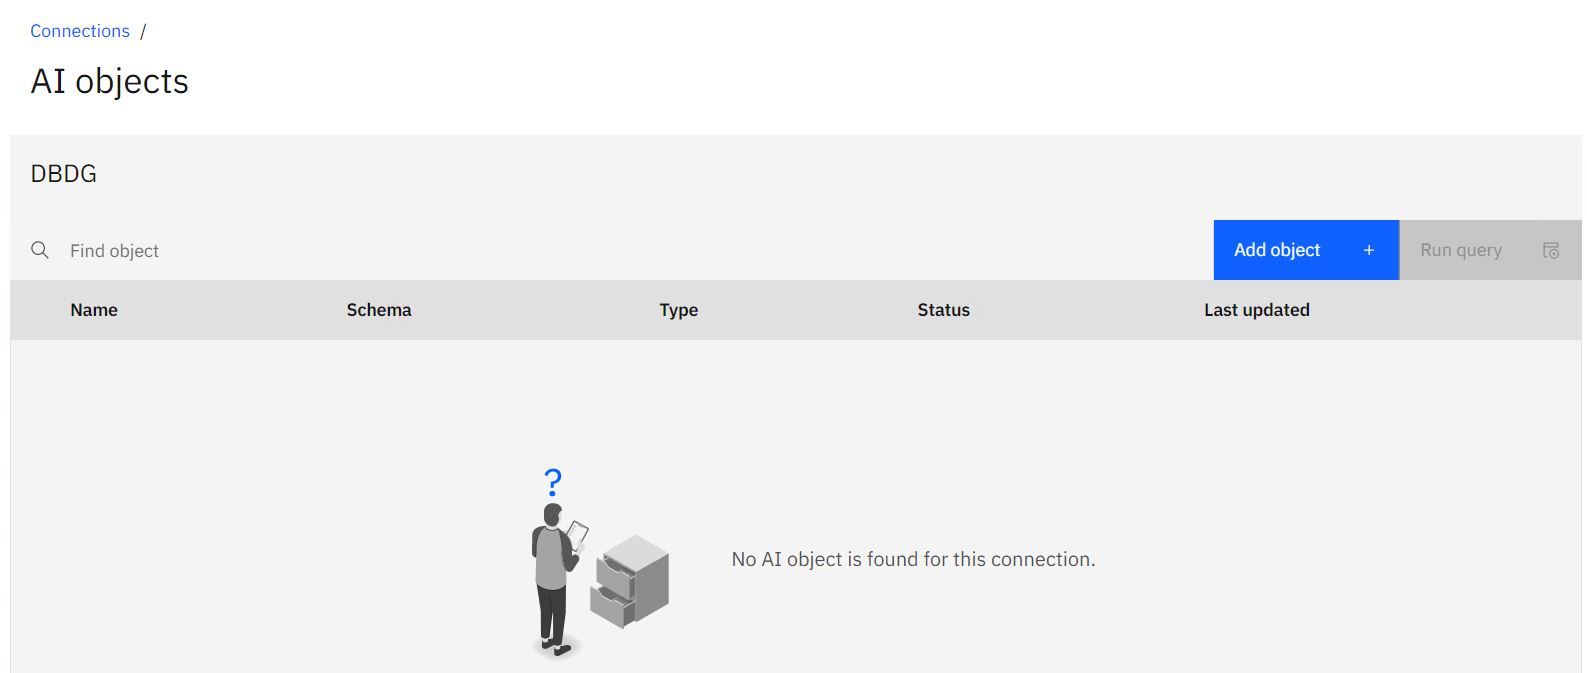 Connections /
AI objects
DBDG
Find object
Add object +
Run query
Name Schema Type Status Last updated
?
No AI object is found for this connection.